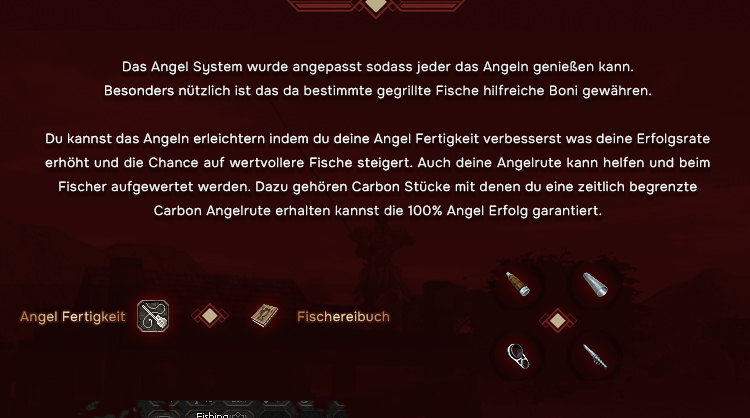 Das Angel System wurde angepasst sodass jeder das Angeln genießen kann.
Besonders nützlich ist das da bestimmte gegrillte Fische hilfreiche Boni gewähren.
Du kannst das Angeln erleichtern indem du deine Angel Fertigkeit verbesserst was deine Erfolgsrate
erhöht und die Chance auf wertvollere Fische steigert. Auch deine Angelrute kann helfen und beim
Fischer aufgewertet werden. Dazu gehören Carbon Stücke mit denen du eine zeitlich begrenzte
Carbon Angelrute erhalten kannst die 100% Angel Erfolg garantiert.
Angel Fertigkeit
Fischereibuch
Fishing